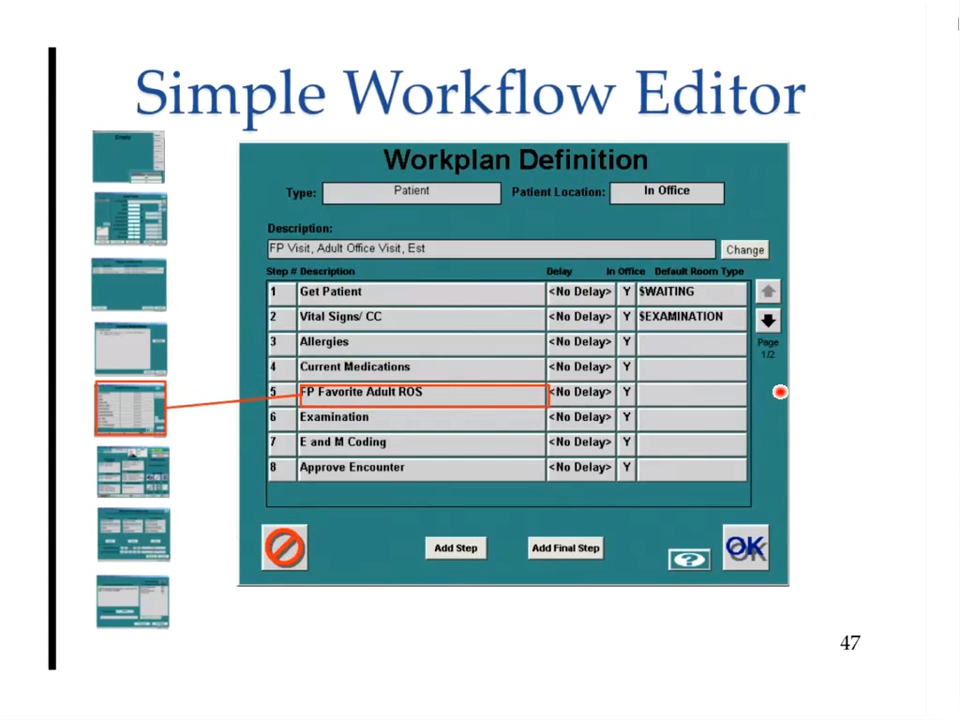 Simple Workflow Editor
Empty
Workplan Definition
Type: Patient Patient Location: In Office
Description:
FP Visit, Adult Office Visit, Est Change
Step # Description Delay In Office Default Room Type
1 Get Patient <No Delay> Y $WAITING
2 Vital Signs/ CC <No Delay> Y $EXAMINATION
3 Allergies <No Delay> Y
4 Current Medications <No Delay> Y
Page
1/2
5 FP Favorite Adult ROS <No Delay> Y
6 Examination <No Delay> Y
7 E and M Coding <No Delay> Y
8 Approve Encounter <No Delay> Y
Add Step Add Final Step ? OK
47